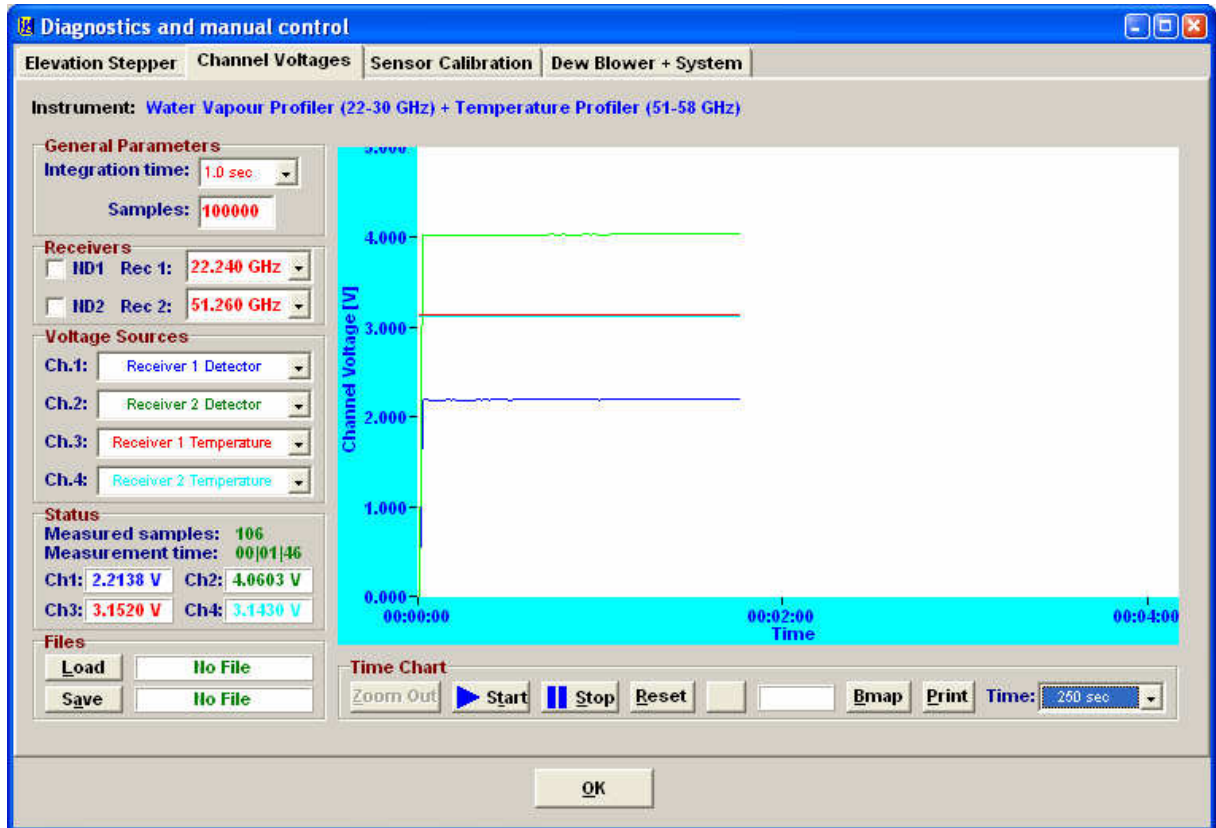 Diagnostics and manual control
Elevation Stepper Channel Voltages Sensor Calibration Dew Blower + System
Instrument: Water Vapour Profiler (22-30 GHz) + Temperature Profiler (51-58 GHz)
General Parameters
Integration time: 1.0 sec
Samples: 100000
Receivers
ND1 Rec 1: 22.240 GHz
ND2 Rec 2: 51.260 GHz
Voltage Sources
Ch.1: Receiver 1 Detector
Ch.2: Receiver 2 Detector
Ch.3: Receiver 1 Temperature
Ch.4: Receiver 2 Temperature
Status
Measured samples: 106
Measurement time: 00|01|46
Ch1: 2.2138 V Ch2: 4.0603 V
Ch3: 3.1520 V Ch4: 3.1430 V
Files
Load No File
Save No File
Channel Voltage [V]
5.000
4.000
3.000
2.000
1.000
0.000
00:00:00 00:02:00 00:04:00
Time
Time Chart
Zoom Out Start Stop Reset Bmap Print Time: 250 sec
OK